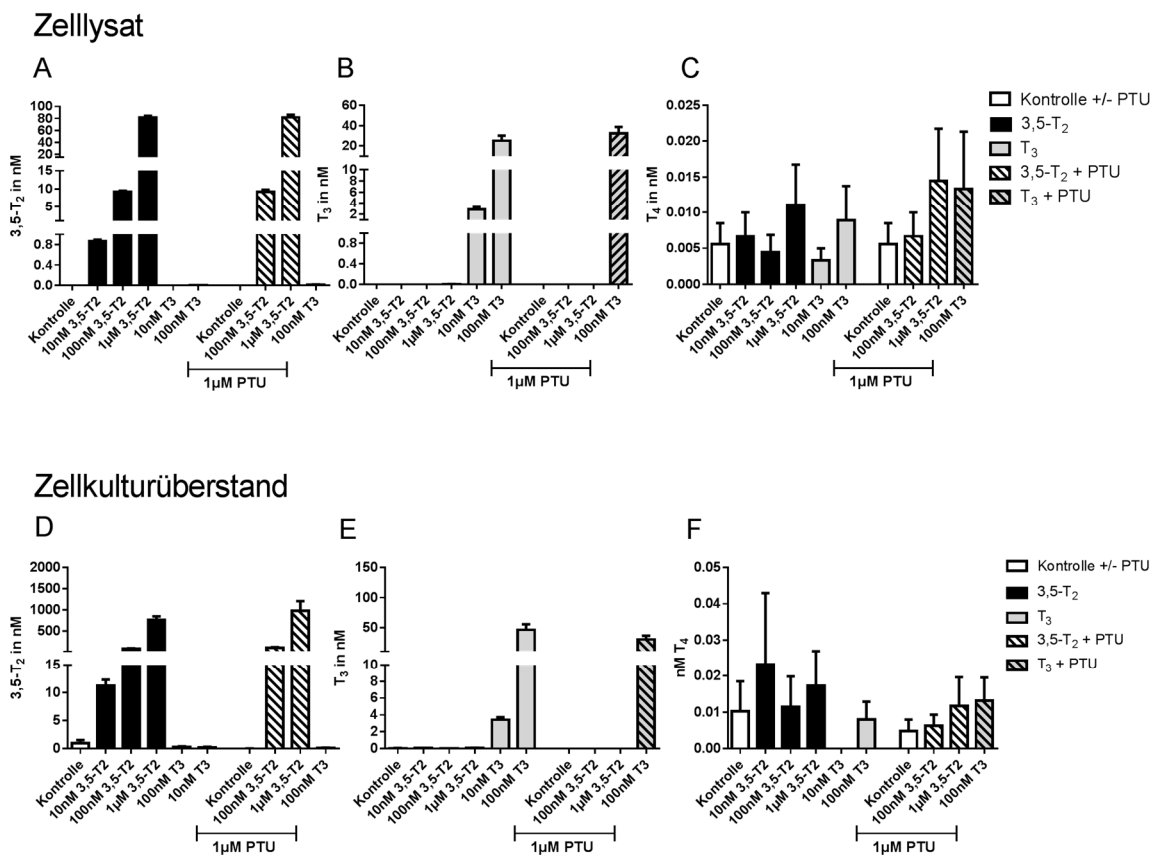 Zelllysat
A
3,5-T2 in nM
100
80
60
40
20
15
10
5
0.8
0.4
0.0
Kontrolle
10nM 3,5-T2
100nM 3,5-T2
1µM 3,5-T2
10nM T3
100nM T3
Kontrolle
100nM 3,5-T2
1µM 3,5-T2
100nM T3
1µM PTU
B
T3 in nM
60
40
20
8
6
4
2
0.8
0.4
0.0
Kontrolle
10nM 3,5-T2
100nM 3,5-T2
1µM 3,5-T2
10nM T3
100nM T3
Kontrolle
100nM 3,5-T2
1µM 3,5-T2
100nM T3
1µM PTU
C
T4 in nM
0.025
0.020
0.015
0.010
0.005
0.000
Kontrolle
10nM 3,5-T2
100nM 3,5-T2
1µM 3,5-T2
10nM T3
100nM T3
Kontrolle
100nM 3,5-T2
1µM 3,5-T2
100nM T3
1µM PTU
Kontrolle +/- PTU
3,5-T2
T3
3,5-T2 + PTU
T3 + PTU
Zellkulturüberstand
D
3,5-T2 in nM
2000
1500
1000
500
15
10
5
0
Kontrolle
10nM 3,5-T2
100nM 3,5-T2
1µM 3,5-T2
100nM T3
10nM T3
Kontrolle
100nM 3,5-T2
1µM 3,5-T2
100nM T3
1µM PTU
E
T3 in nM
150
100
50
10
8
6
4
2
0
Kontrolle
10nM 3,5-T2
100nM 3,5-T2
1µM 3,5-T2
10nM T3
100nM T3
Kontrolle
100nM 3,5-T2
1µM 3,5-T2
100nM T3
1µM PTU
F
nM T4
0.05
0.04
0.03
0.02
0.01
0.00
Kontrolle
10nM 3,5-T2
100nM 3,5-T2
1µM 3,5-T2
10nM T3
100nM T3
Kontrolle
100nM 3,5-T2
1µM 3,5-T2
100nM T3
1µM PTU
Kontrolle +/- PTU
3,5-T2
T3
3,5-T2 + PTU
T3 + PTU